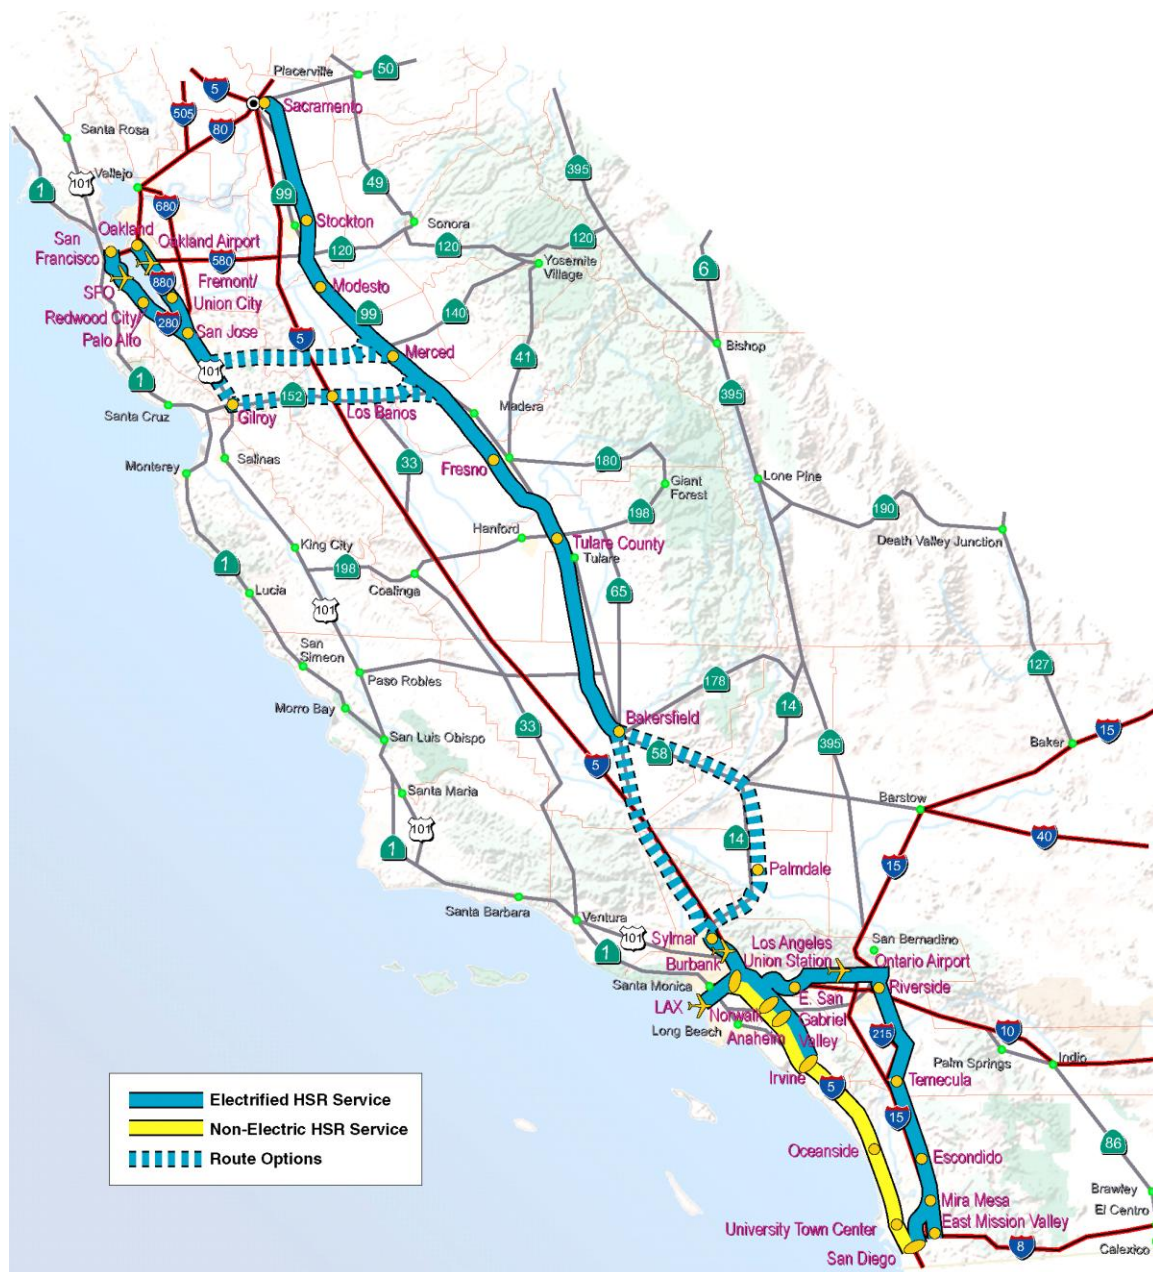 Placerville
50
5
505
Sacramento
80
Santa Rosa
395
101
Vallejo
1
49
99
680
Stockton
Sonora
Oakland
San
Francisco
Oakland Airport
120
120
120
580
Yosemite
Village
6
880
Fremont/
Union City
SFO
Modesto
Redwood City/
Palo Alto
280
San Jose
99
140
5
Bishop
Merced
41
101
1
395
152
Los Banos
Gilroy
Santa Cruz
Madera
Salinas
Monterey
33
Fresno
180
Giant
Forest
Lone Pine
190
198
Hanford
Tulare County
Tulare
Death Valley Junction
King City
1
198
Coalinga
Lucia
101
65
San
Simeon
Paso Robles
127
178
14
Morro Bay
Bakersfield
33
San Luis Obispo
58
395
Baker
15
5
Santa Maria
Barstow
101
1
14
40
15
Palmdale
Santa Barbara
Ventura
101
1
Sylmar
Los Angeles
Union Station
San Bernadino
Ontario Airport
Burbank
Santa Monica
Riverside
LAX
E. San
Gabriel
Valley
Norwalk
Long Beach
Anaheim
215
10
Palm Springs
Indio
Irvine
5
Temecula
15
Electrified HSR Service
Non-Electric HSR Service
Route Options
86
Oceanside
Escondido
Brawley
Mira Mesa
El Centro
University Town Center
East Mission Valley
San Diego
8
Calexico